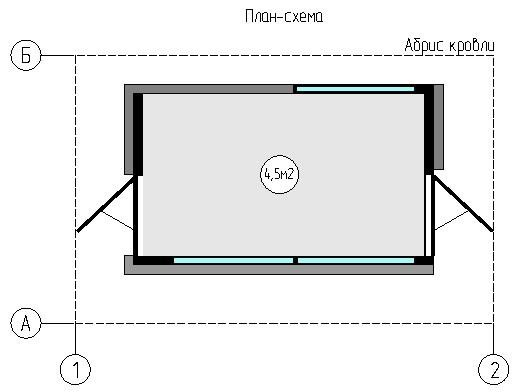 План-схема
Абрис кровли
Б
4,5м2
А
1
2